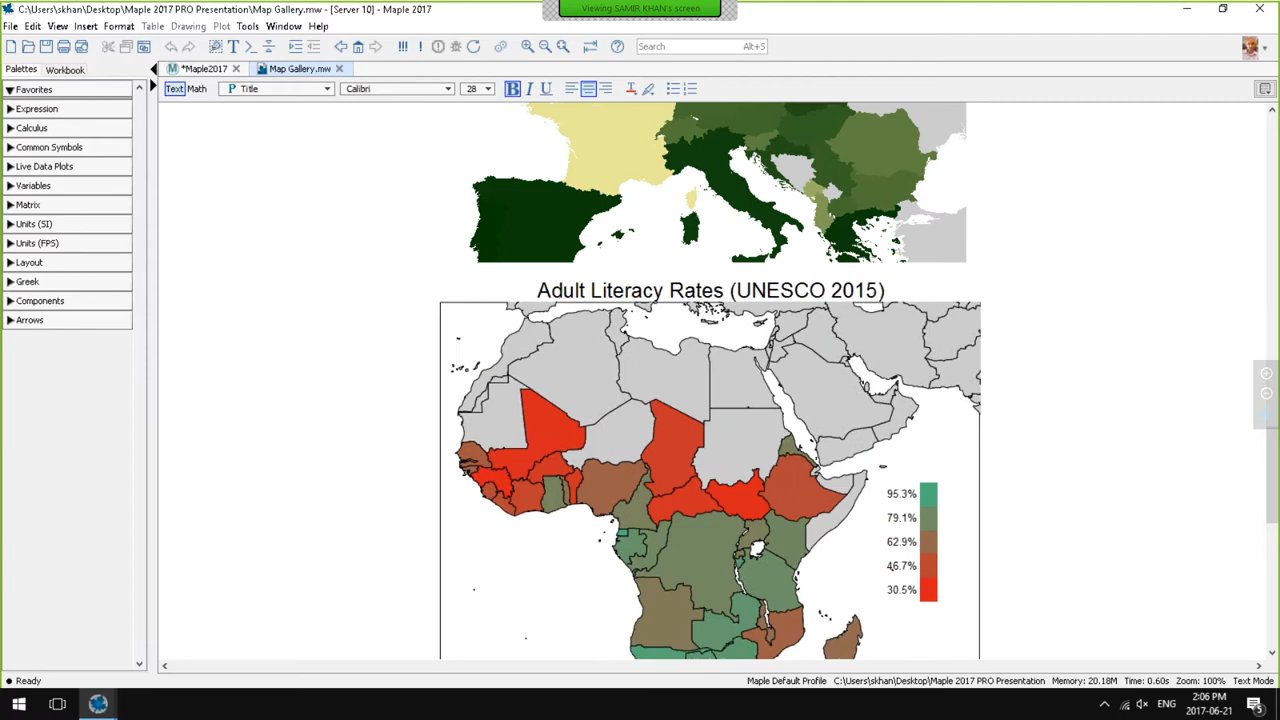 C:\Users\skhan\Desktop\Maple 2017 PRO Presentation\Map Gallery.mw - [Server 10] - Maple 2017
Viewing SAMIR KHAN's screen
File Edit View Insert Format Table Drawing Plot Tools Window Help
Search Alt+S
Palettes Workbook
*Maple2017 Map Gallery.mw
Text Math P Title Calibri 28 B I U
Favorites
Expression
Calculus
Common Symbols
Live Data Plots
Variables
Matrix
Units (SI)
Units (FPS)
Layout
Greek
Components
Arrows
Adult Literacy Rates (UNESCO 2015)
95.3%
79.1%
62.9%
46.7%
30.5%
Ready
Maple Default Profile C:\Users\skhan\Desktop\Maple 2017 PRO Presentation Memory: 20.18M Time: 0.60s Zoom: 100% Text Mode
ENG
2:06 PM
2017-06-21
5